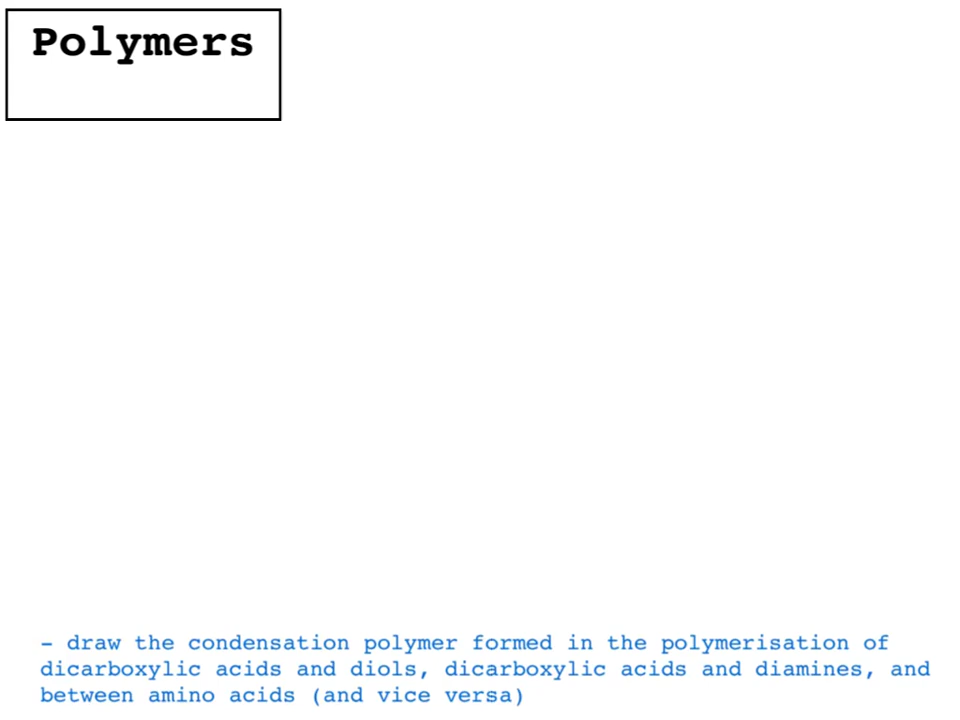 Polymers
- draw the condensation polymer formed in the polymerisation of
dicarboxylic acids and diols, dicarboxylic acids and diamines, and
between amino acids (and vice versa)